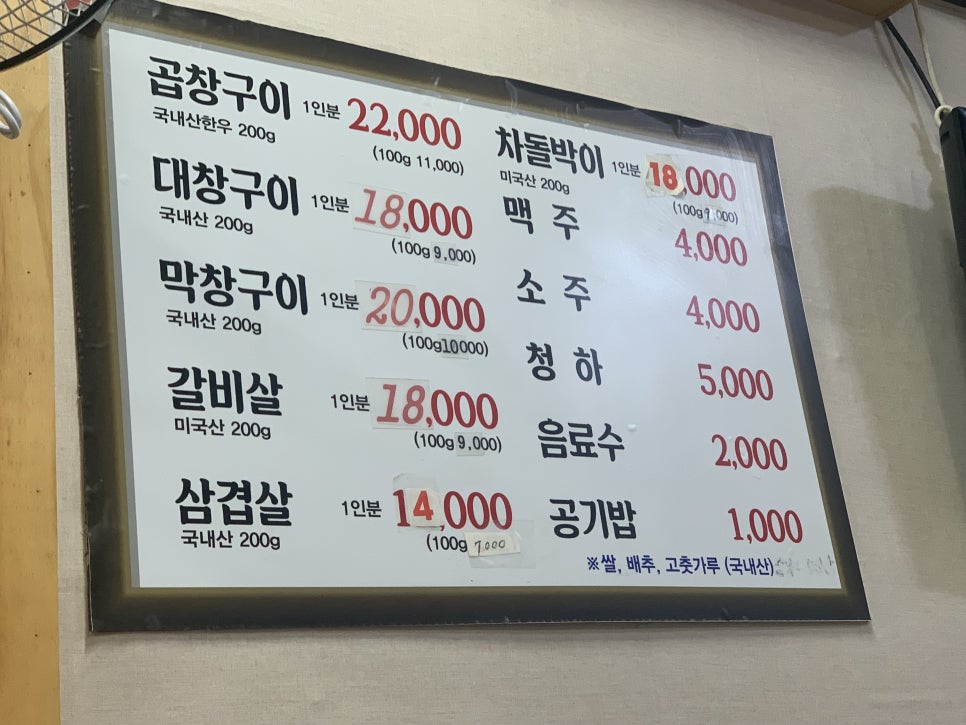 곱창구이 1인분 22,000
국내산한우 200g (100g 11,000)
대창구이 1인분 18,000
국내산 200g (100g 9,000)
막창구이 1인분 20,000
국내산 200g (100g10000)
갈비살 1인분 18,000
미국산 200g (100g 9,000)
삼겹살 1인분 14,000
국내산 200g (100g 7,000
차돌박이 1인분 18,000
미국산 200g (100g 9,000)
맥 주 4,000
소 주 4,000
청 하 5,000
음료수 2,000
공기밥 1,000
※쌀, 배추, 고춧가루 (국내산)